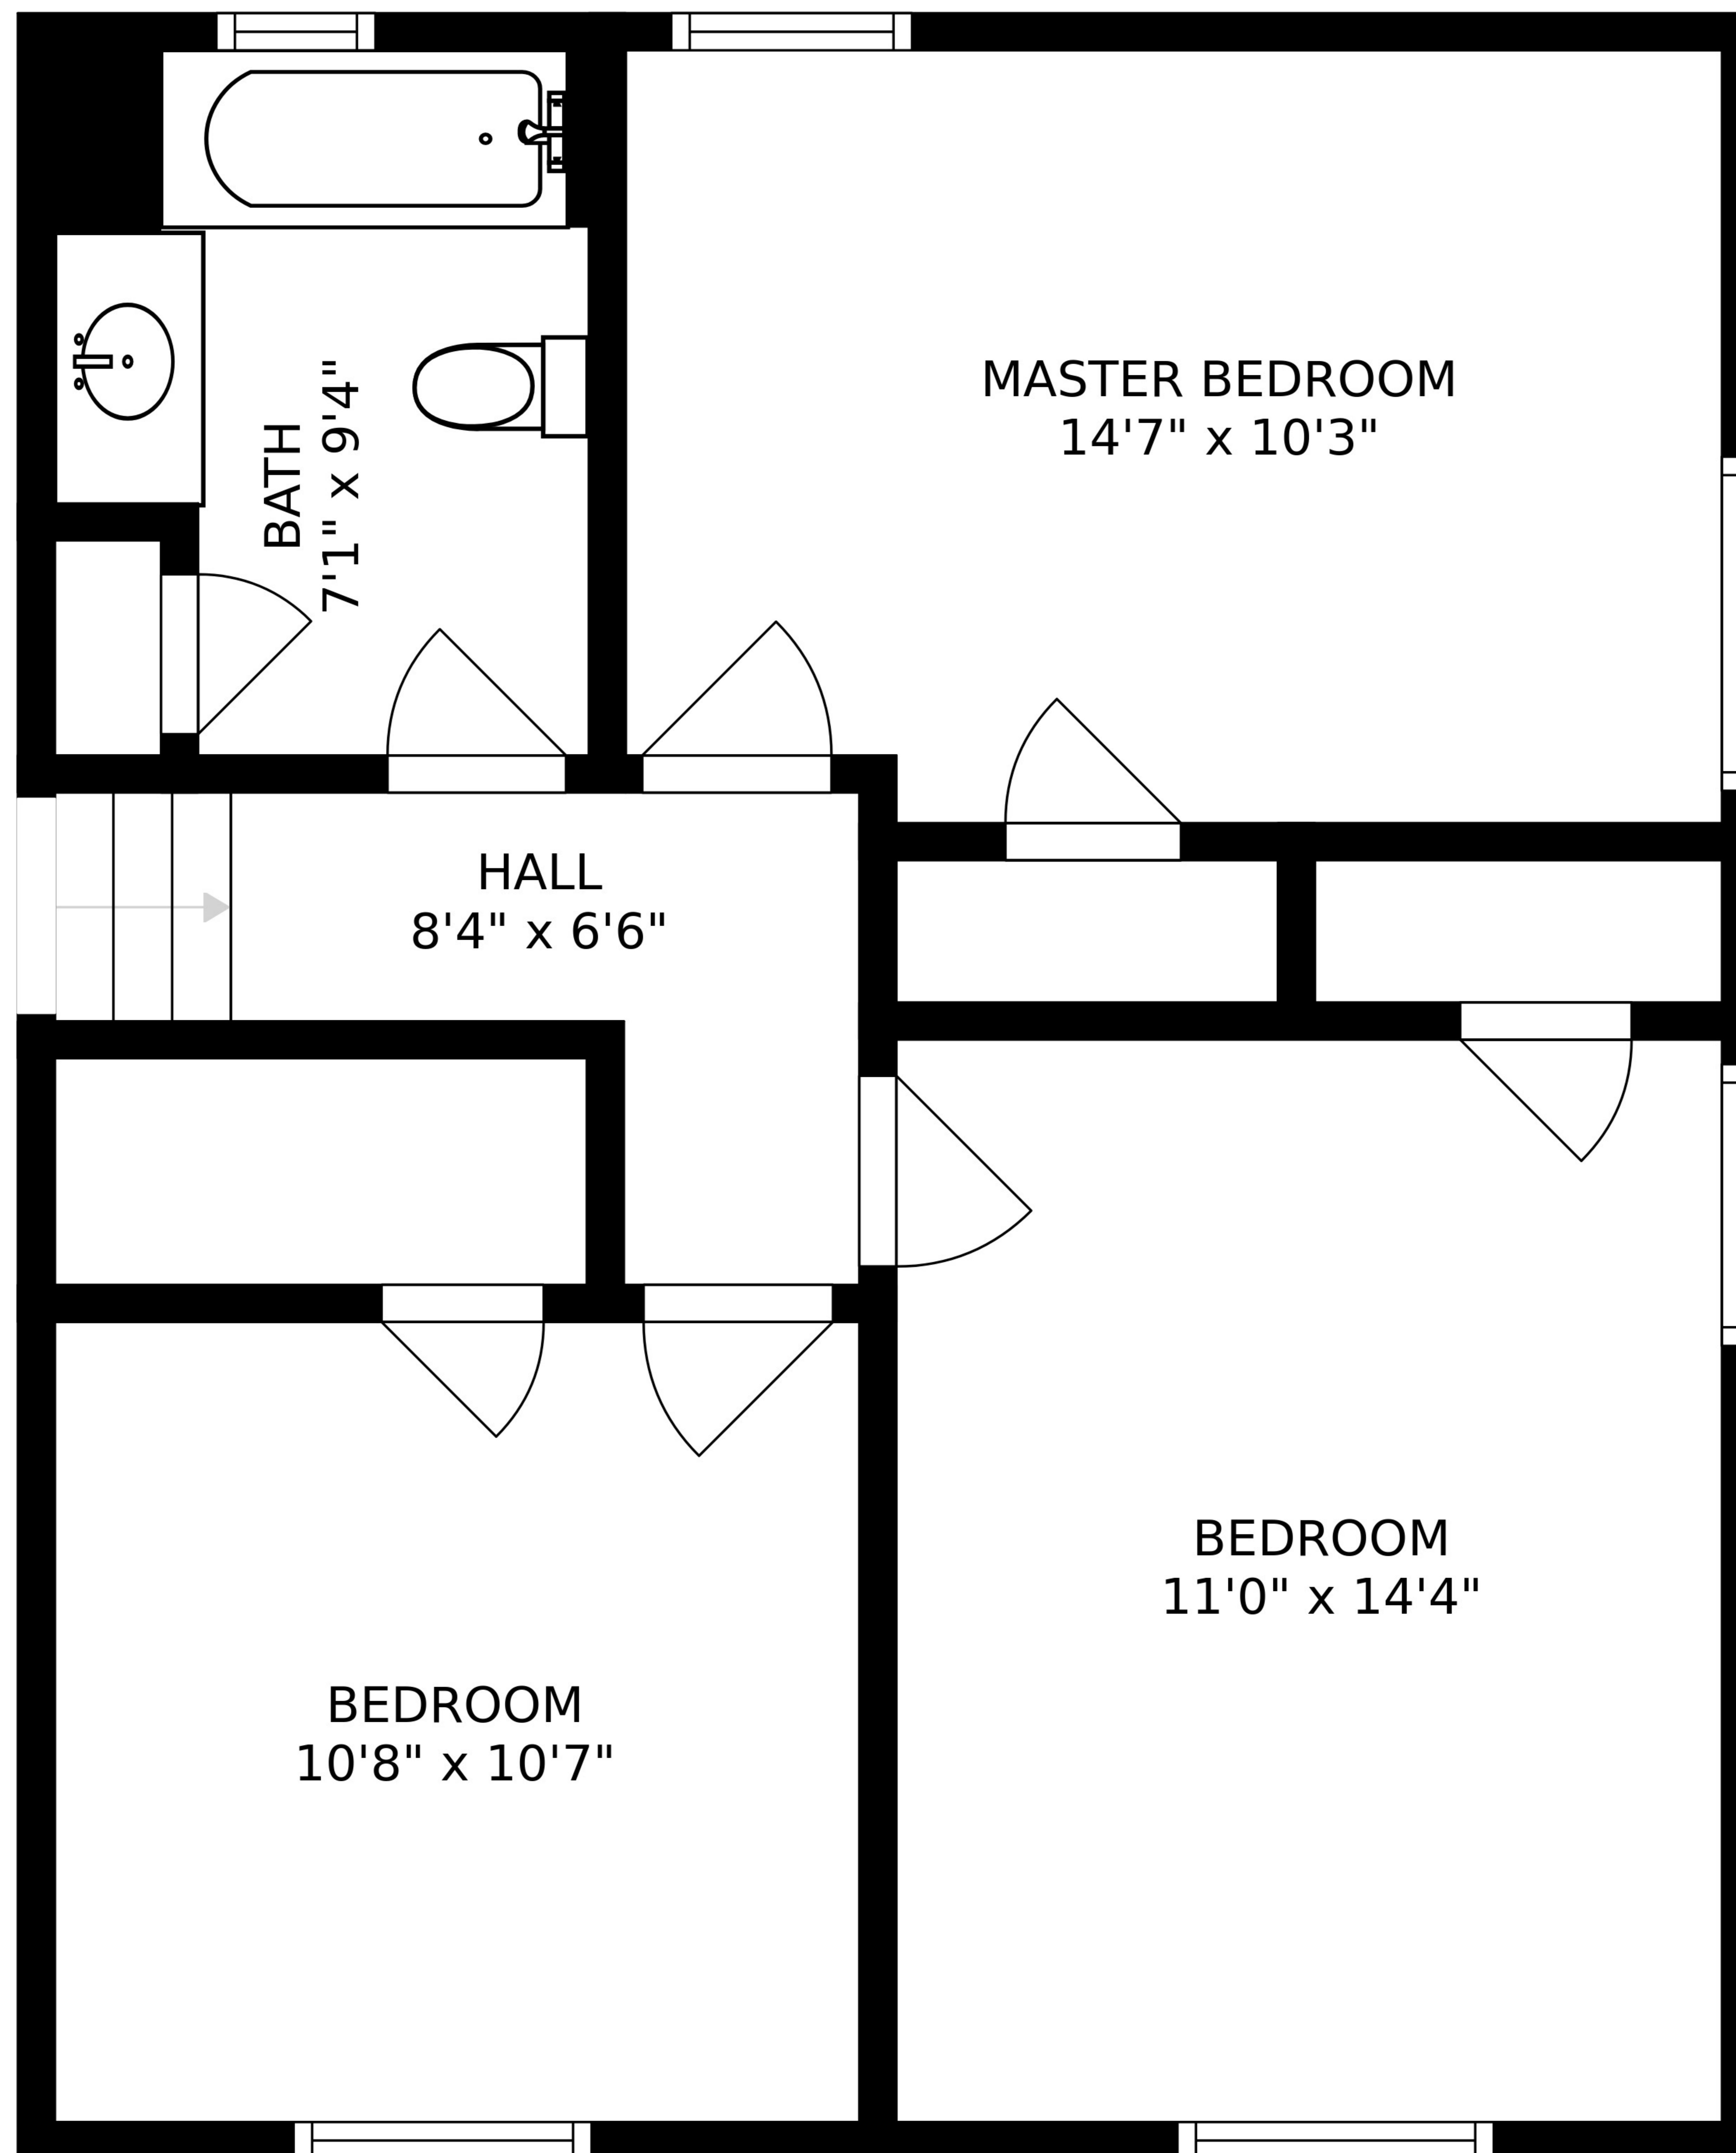 MASTER BEDROOM
14'7" x 10'3"
BATH
7'1" x 9'4"
HALL
8'4" x 6'6"
BEDROOM
11'0" x 14'4"
BEDROOM
10'8" x 10'7"